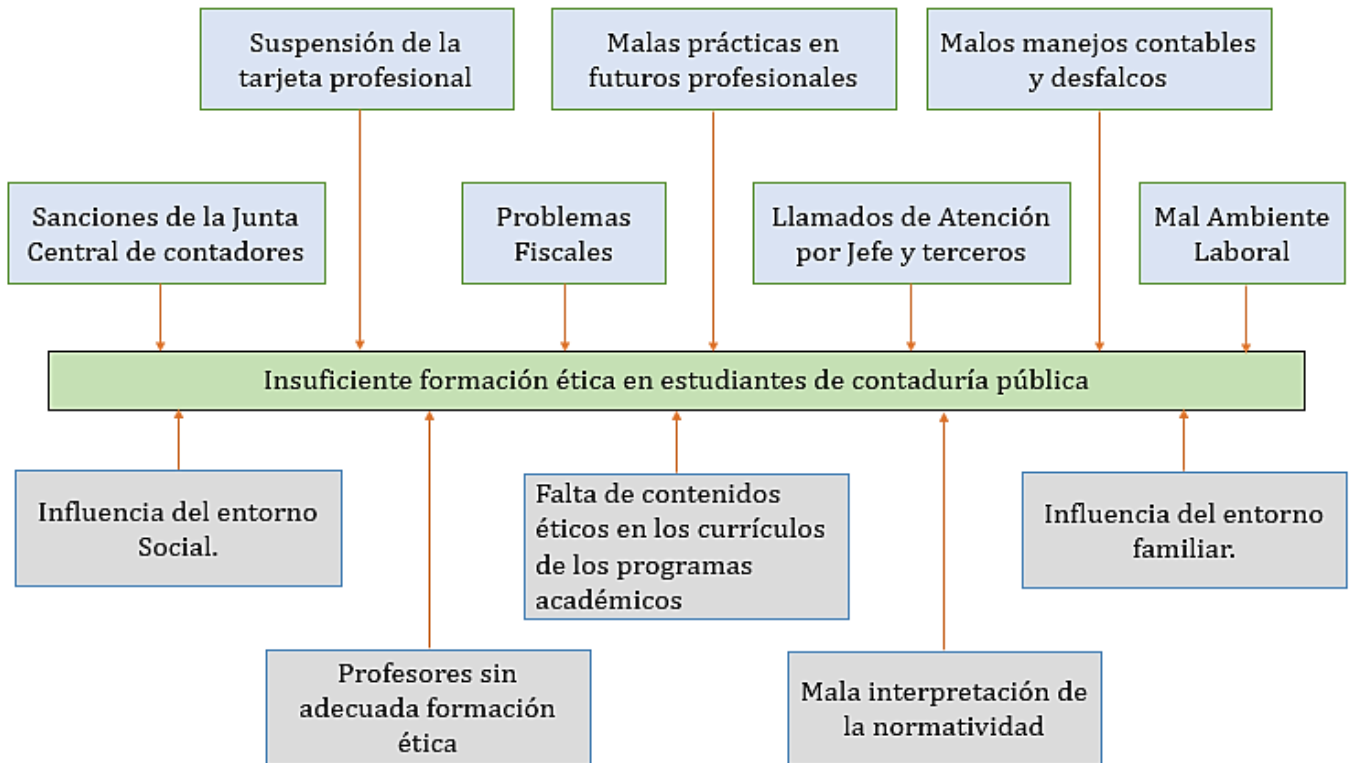 Suspensión de la
tarjeta profesional
Malas prácticas en
futuros profesionales
Malos manejos contables
y desfalcos
Sanciones de la Junta
Central de contadores
Problemas
Fiscales
Llamados de Atención
por Jefe y terceros
Mal Ambiente
Laboral
Insuficiente formación ética en estudiantes de contaduría pública
Influencia del entorno
Social.
Falta de contenidos
éticos en los currículos
de los programas
académicos
Influencia del entorno
familiar.
Profesores sin
adecuada formación
ética
Mala interpretación de
la normatividad